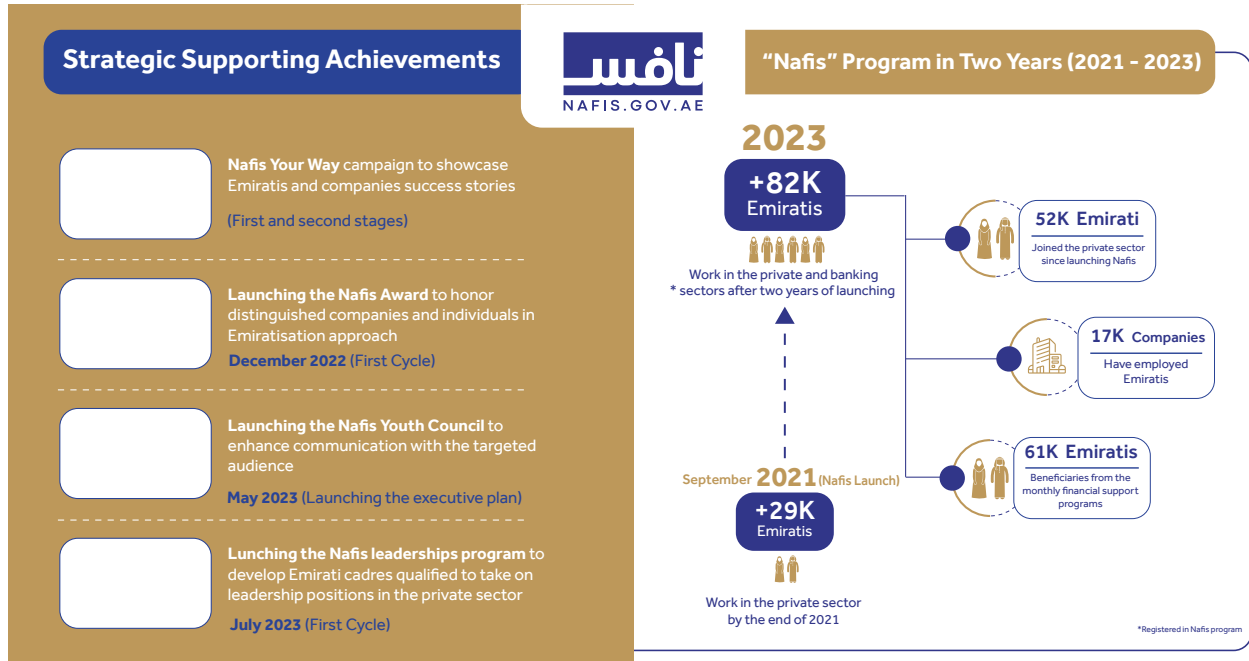 Strategic Supporting Achievements
Nafis Your Way campaign to showcase
Emiratis and companies success stories
(First and second stages)
Launching the Nafis Award to honor
distinguished companies and individuals in
Emiratisation approach
December 2022 (First Cycle)
Launching the Nafis Youth Council to
enhance communication with the targeted
audience
May 2023 (Launching the executive plan)
Lunching the Nafis leaderships program to
develop Emirati cadres qualified to take on
leadership positions in the private sector
July 2023 (First Cycle)
نافس
NAFIS.GOV.AE
“Nafis” Program in Two Years (2021 - 2023)
2023
+82K
Emiratis
Work in the private and banking
* sectors after two years of launching
September 2021 (Nafis Launch)
+29K
Emiratis
Work in the private sector
by the end of 2021
52K Emirati
Joined the private sector
since launching Nafis
17K Companies
Have employed
Emiratis
61K Emiratis
Beneficiaries from the
monthly financial support
programs
*Registered in Nafis program